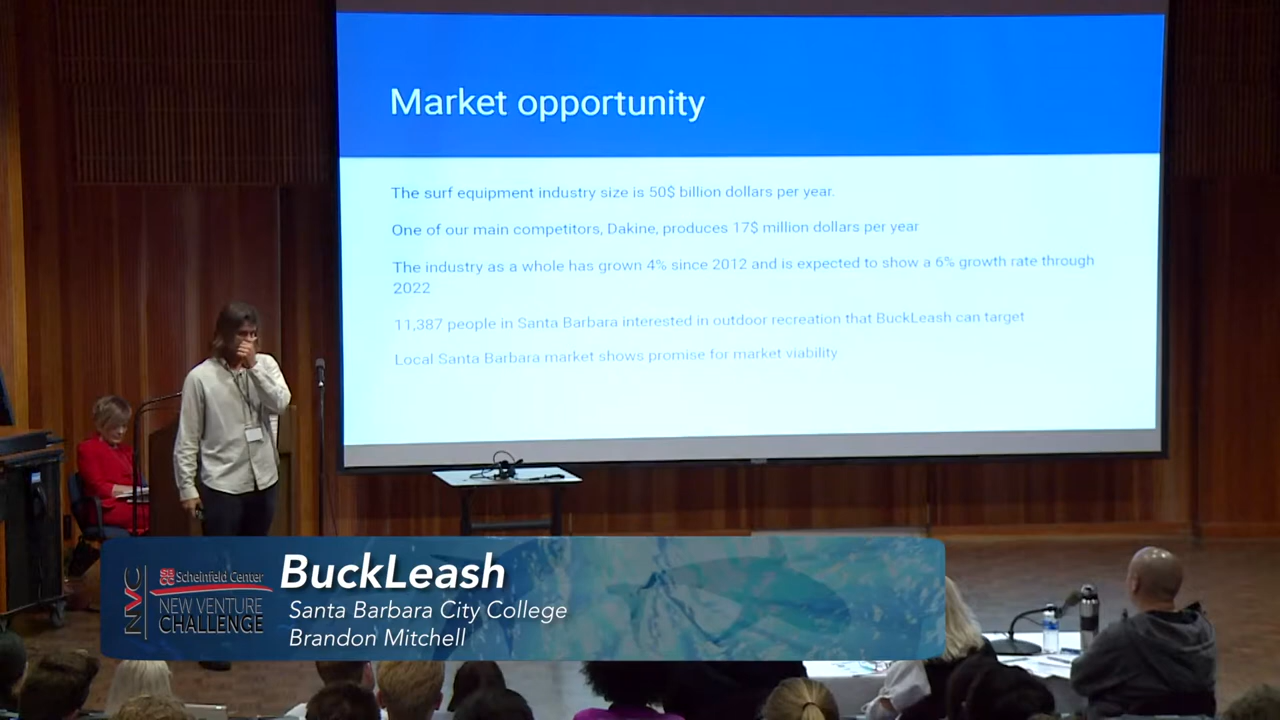 Market opportunity
The surf equipment industry size is 50$ billion dollars per year.
One of our main competitors, Dakine, produces 17$ million dollars per year
The industry as a whole has grown 4% since 2012 and is expected to show a 6% growth rate through
2022
11,387 people in Santa Barbara interested in outdoor recreation that BuckLeash can target
Local Santa Barbara market shows promise for market viability
NVC
SBCC Scheinfeld Center
NEW VENTURE
CHALLENGE
BuckLeash
Santa Barbara City College
Brandon Mitchell